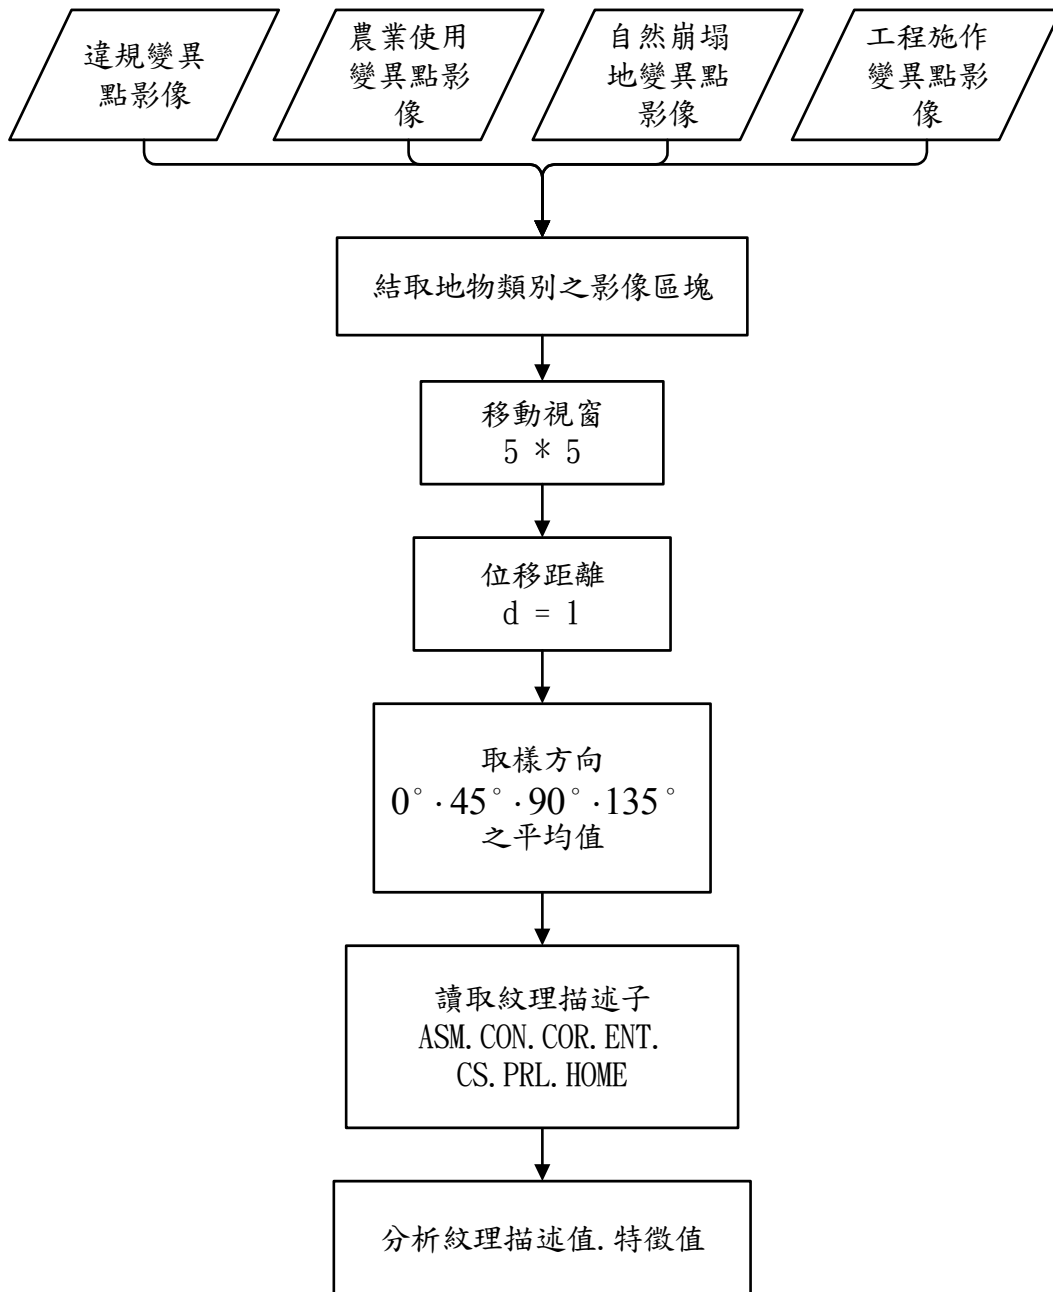 違規變異
點影像
農業使用
變異點影
像
自然崩塌
地變異點
影像
工程施作
變異點影
像
結取地物類別之影像區塊
移動視窗
5 * 5
位移距離
d = 1
取樣方向
0°·45°·90°·135°
之平均值
讀取紋理描述子
ASM.CON.COR.ENT.
CS.PRL.HOME
分析紋理描述值.特徵值